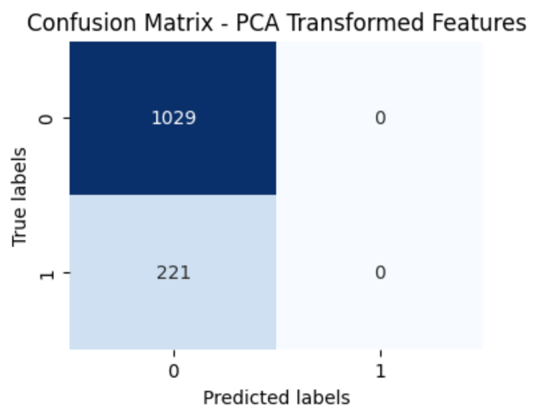 Confusion Matrix - PCA Transformed Features
True labels
0
1029
0
1
221
0
0
1
Predicted labels